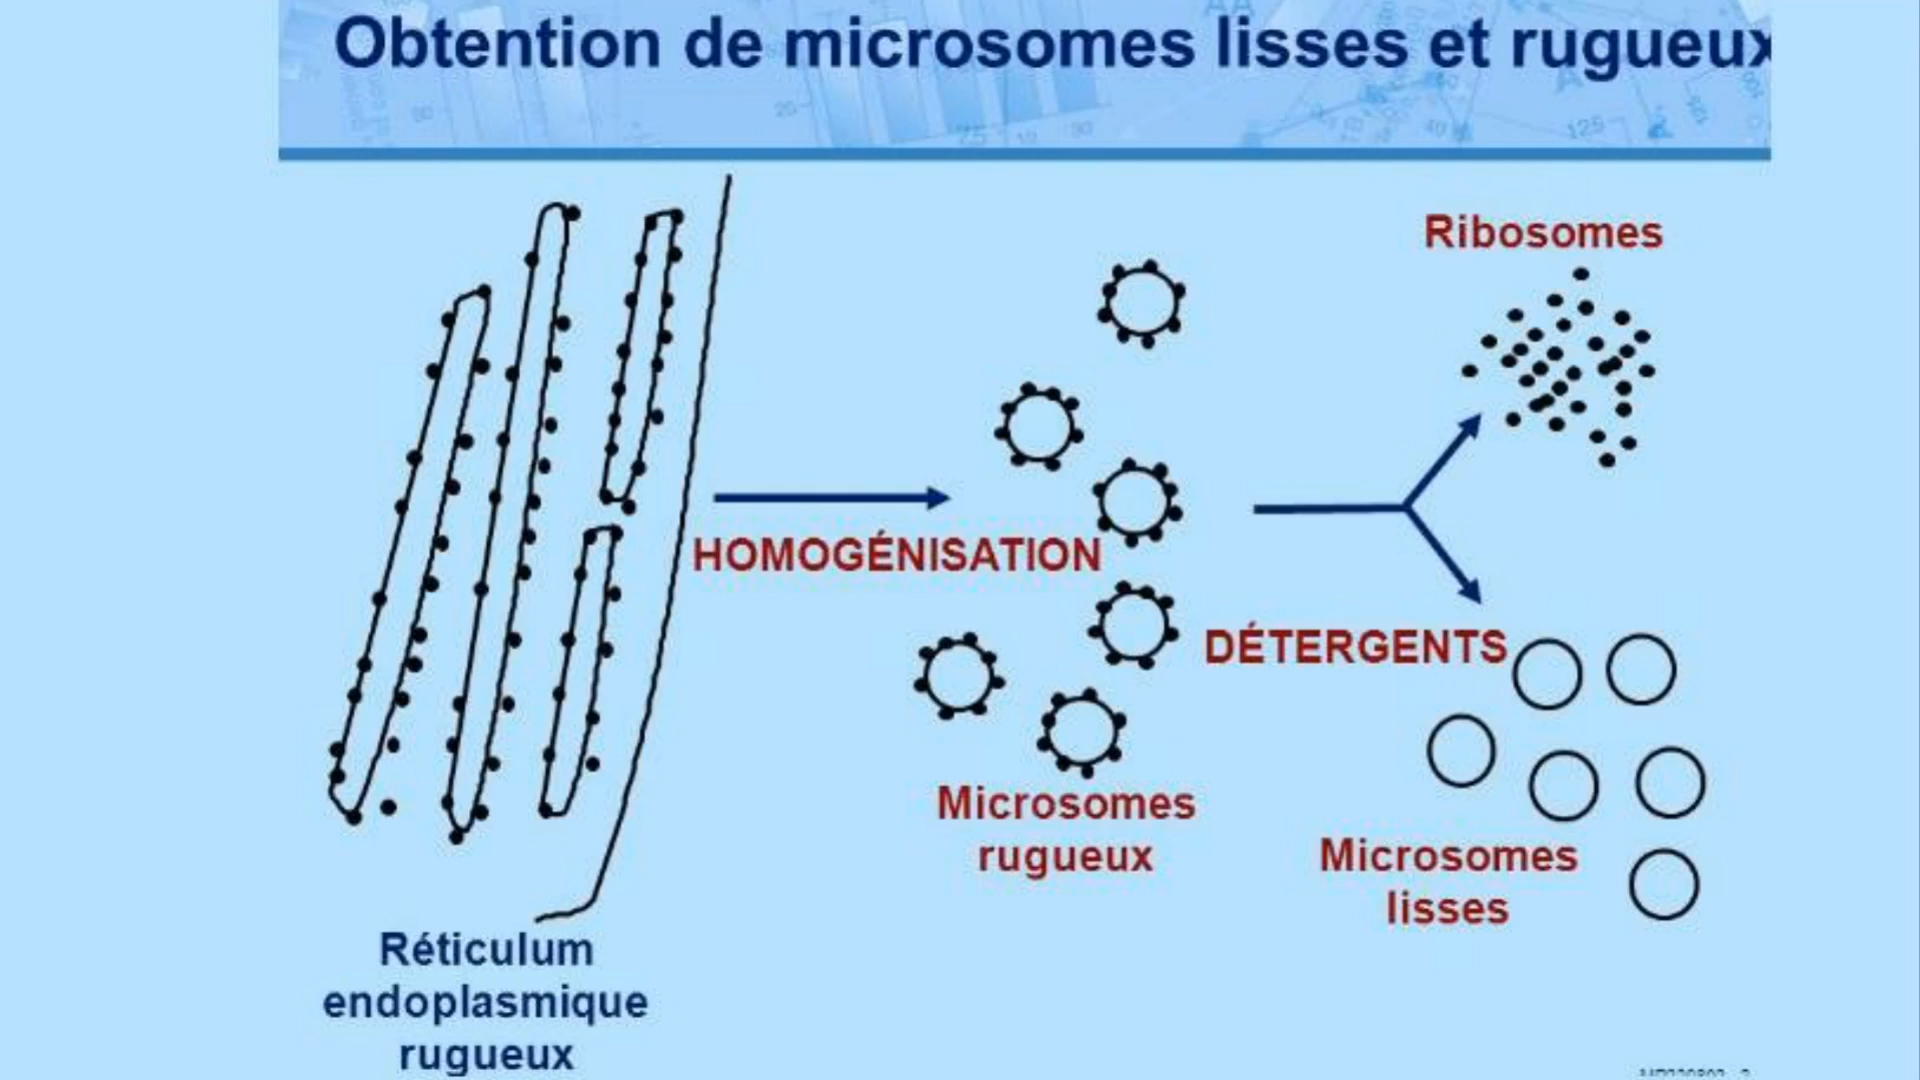 Obtention de microsomes lisses et rugueux
Ribosomes
HOMOGÉNISATION
DÉTERGENTS
Microsomes
rugueux
Microsomes
lisses
Réticulum
endoplasmique
rugueux